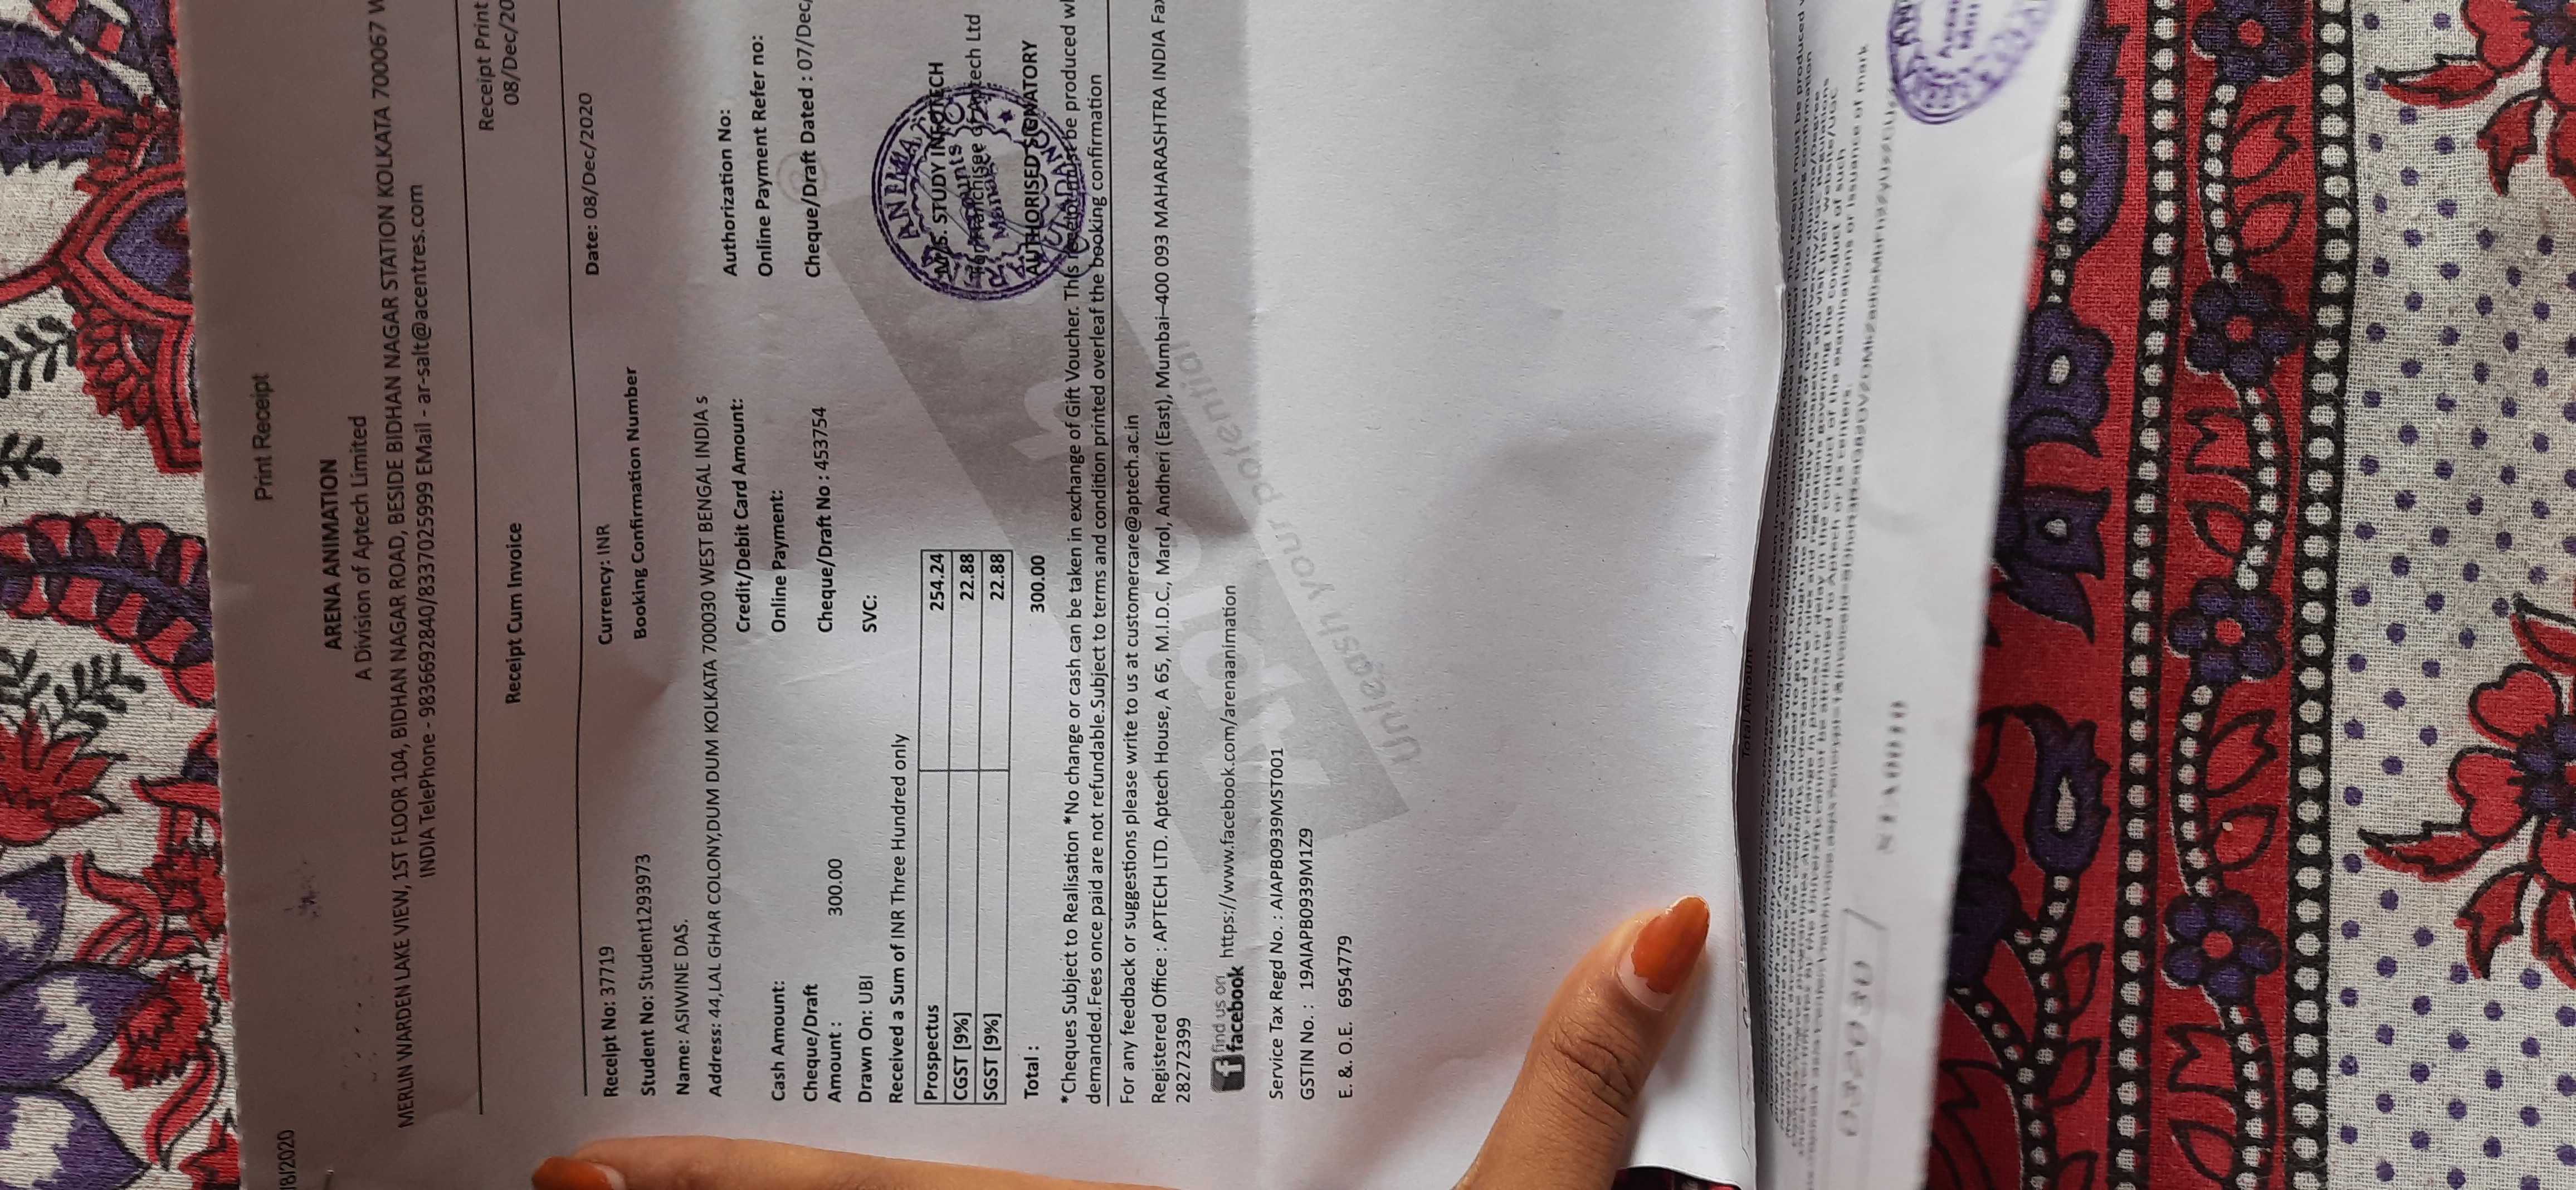 /8/2020
Print Receipt
ARENA ANIMATION
A Division of Aptech Limited
MERLIN WARDEN LAKE VIEW, 1ST FLOOR 104, BIDHAN NAGAR ROAD, BESIDE BIDHAN NAGAR STATION KOLKATA 700067 W
INDIA TelePhone - 9836692840/8337025999 EMail - ar-salt@acentres.com
Receipt Print
08/Dec/20
Receipt Cum Invoice
Receipt No: 37719 Currency: INR Date: 08/Dec/2020
Student No: Student1293973 Booking Confirmation Number
Name: ASIWINE DAS.
Address: 44,LAL GHAR COLONY,DUM DUM KOLKATA 700030 WEST BENGAL INDIA s
Credit/Debit Card Amount: Authorization No:
Cash Amount: Online Payment: Online Payment Refer no:
Cheque/Draft
Amount : 300.00 Cheque/Draft No : 453754 Cheque/Draft Dated : 07/Dec/
Drawn On: UBI SVC:
Received a Sum of INR Three Hundred only
Prospectus 254.24
CGST [9%] 22.88
SGST [9%] 22.88
Total : 300.00
M/S. STUDY INFOTECH
For Franchisee of Aptech Ltd
AUTHORISED SIGNATORY
ARENA ANIMATION
Accounts
Manager
*Cheques Subject to Realisation *No change or cash can be taken in exchange of Gift Voucher. This receipt must be produced wh
demanded.Fees once paid are not refundable.Subject to terms and condition printed overleaf the booking confirmation
For any feedback or suggestions please write to us at customercare@aptech.ac.in
Registered Office : APTECH LTD. Aptech House, A 65, M.I.D.C., Marol, Andheri (East), Mumbai–400 093 MAHARASHTRA INDIA Fax
28272399
find us on
facebook https://www.facebook.com/arenaanimation
Service Tax Regd No. : AIAPB0939MST001
GSTIN No. : 19AIAPB0939M1Z9
E. &. O.E. 6954779
Aptech
Unleash your potential
Total Amount
032030
STA0010